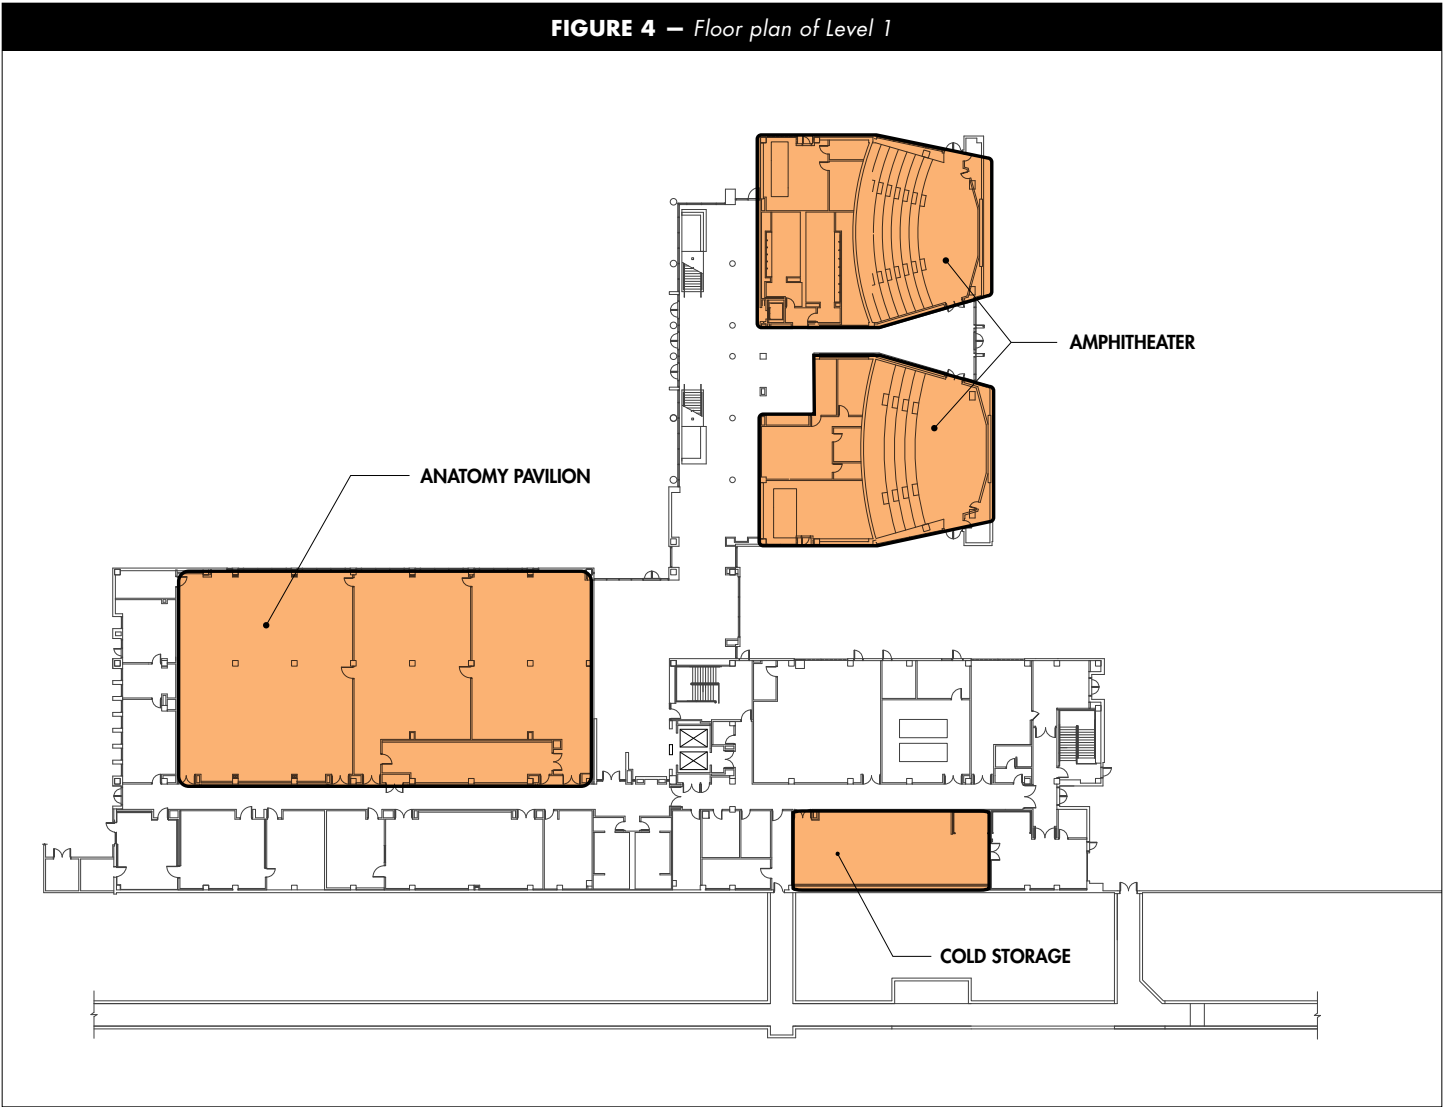 FIGURE 4 — Floor plan of Level 1
AMPHITHEATER
ANATOMY PAVILION
COLD STORAGE